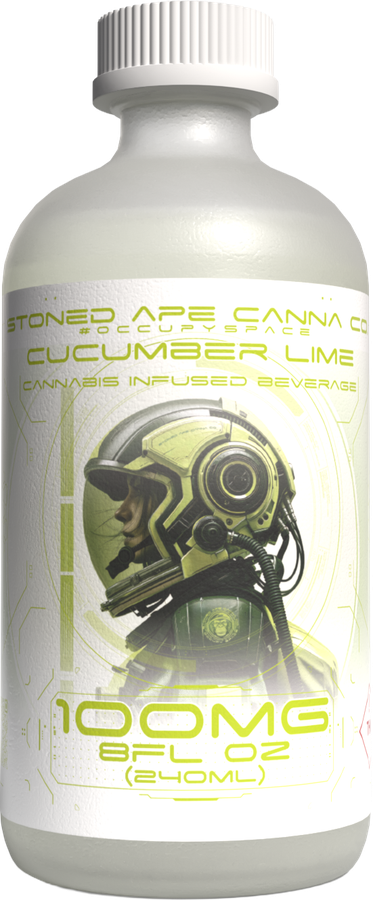 STONED APE CANNA CO
#OCCUPYSPACE
CUCUMBER LIME
CANNABIS INFUSED BEVERAGE
100MG
8FL OZ
(240ML)